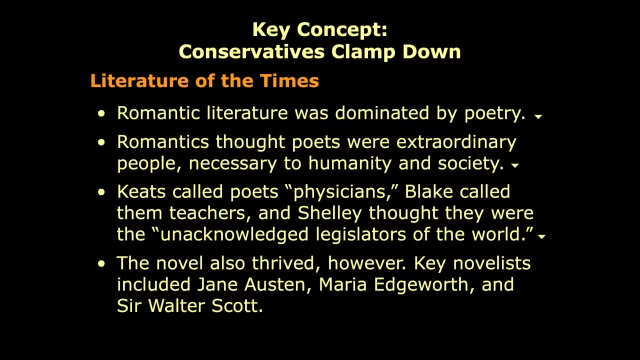 Key Concept:
Conservatives Clamp Down
Literature of the Times
• Romantic literature was dominated by poetry.
• Romantics thought poets were extraordinary
people, necessary to humanity and society.
• Keats called poets “physicians,” Blake called
them teachers, and Shelley thought they were
the “unacknowledged legislators of the world.”
• The novel also thrived, however. Key novelists
included Jane Austen, Maria Edgeworth, and
Sir Walter Scott.